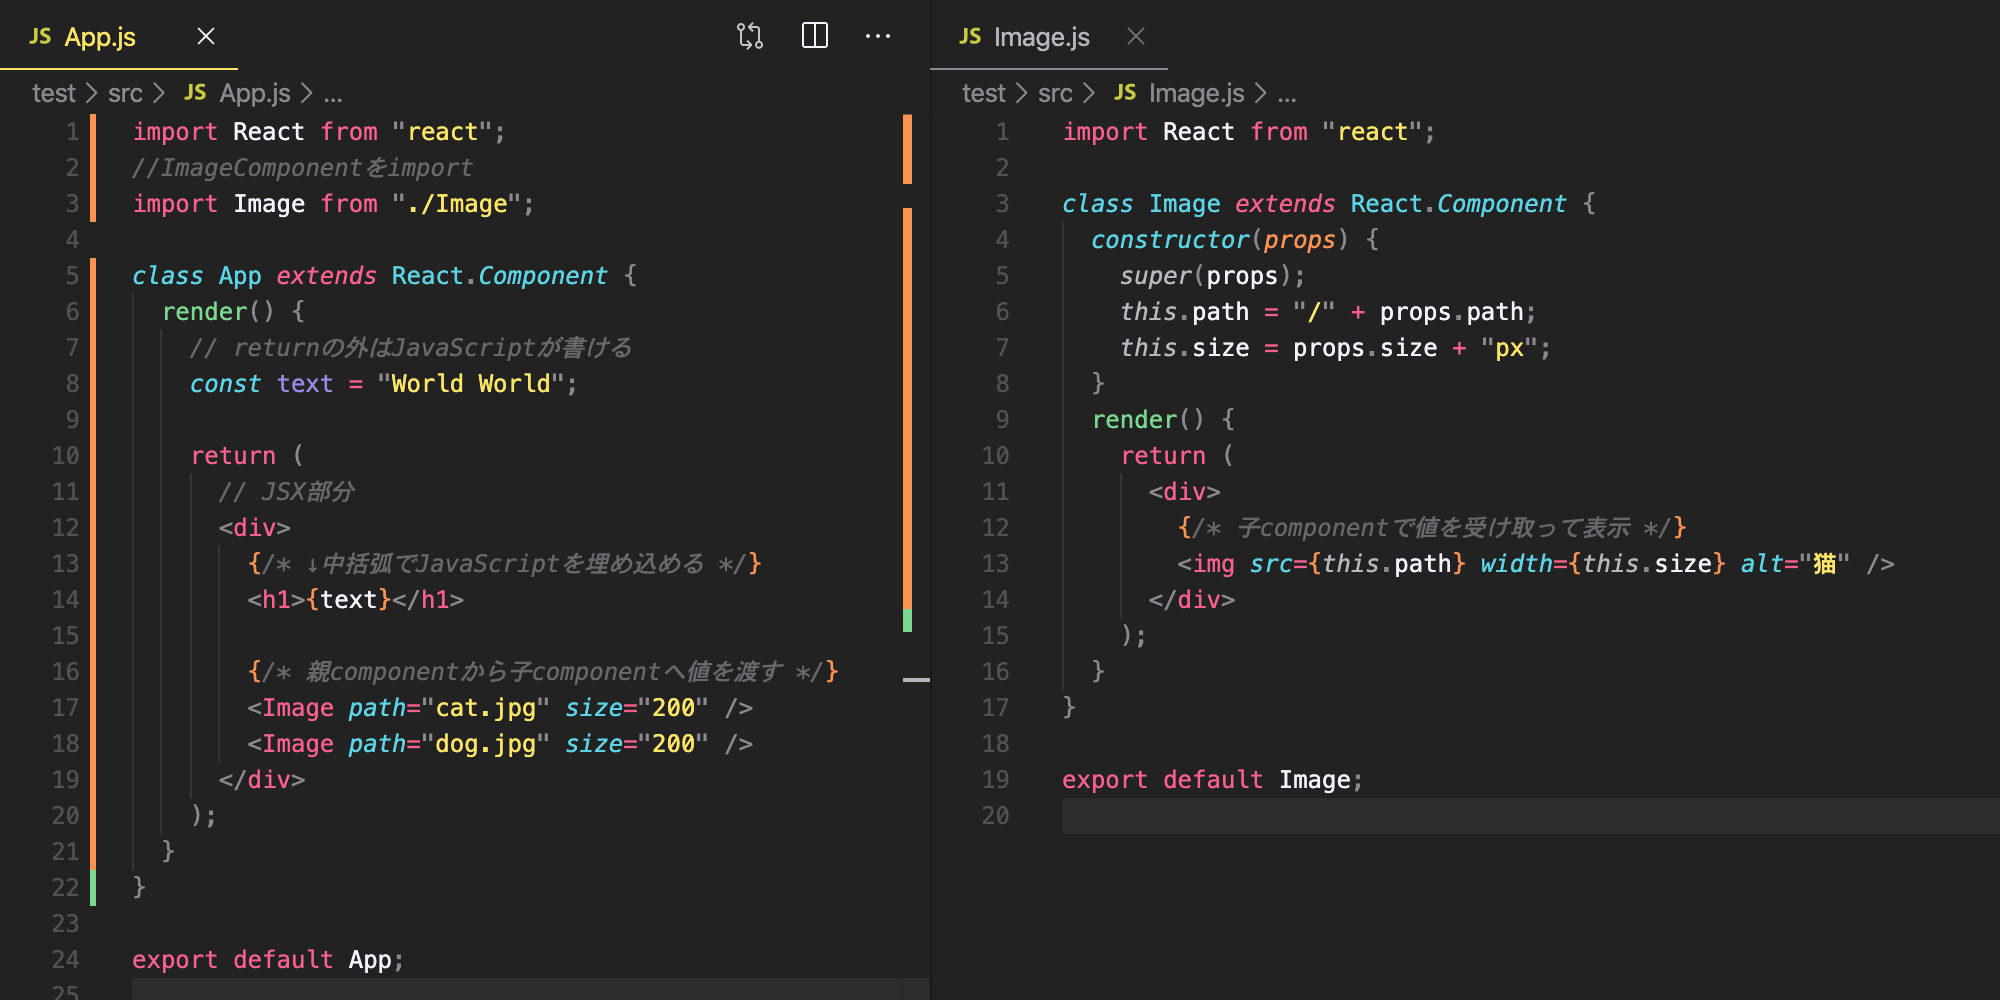 JS App.js
test > src > JS App.js > ...
1 import React from "react";
2 //ImageComponentをimport
3 import Image from "./Image";
4
5 class App extends React.Component {
6 render() {
7 // returnの外はJavaScriptが書ける
8 const text = "World World";
9
10 return (
11 // JSX部分
12 <div>
13 {/* ↓中括弧でJavaScriptを埋め込める */}
14 <h1>{text}</h1>
15
16 {/* 親componentから子componentへ値を渡す */}
17 <Image path="cat.jpg" size="200" />
18 <Image path="dog.jpg" size="200" />
19 </div>
20 );
21 }
22 }
23
24 export default App;
25
JS Image.js
test > src > JS Image.js > ...
1 import React from "react";
2
3 class Image extends React.Component {
4 constructor(props) {
5 super(props);
6 this.path = "/" + props.path;
7 this.size = props.size + "px";
8 }
9 render() {
10 return (
11 <div>
12 {/* 子componentで値を受け取って表示 */}
13 <img src={this.path} width={this.size} alt="猫" />
14 </div>
15 );
16 }
17 }
18
19 export default Image;
20